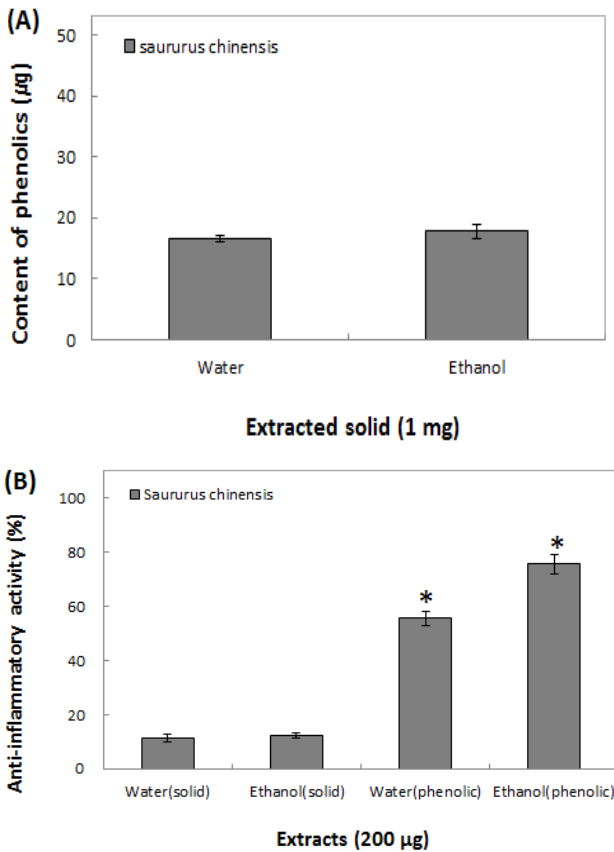 (A)
Content of phenolics (µg)
50
40
30
20
10
0
saururus chinensis
Water Ethanol
Extracted solid (1 mg)
(B)
Anti-inflammatory activity (%)
100
80
60
40
20
0
Saururus chinensis
*
*
Water(solid) Ethanol(solid) Water(phenolic) Ethanol(phenolic)
Extracts (200 µg)